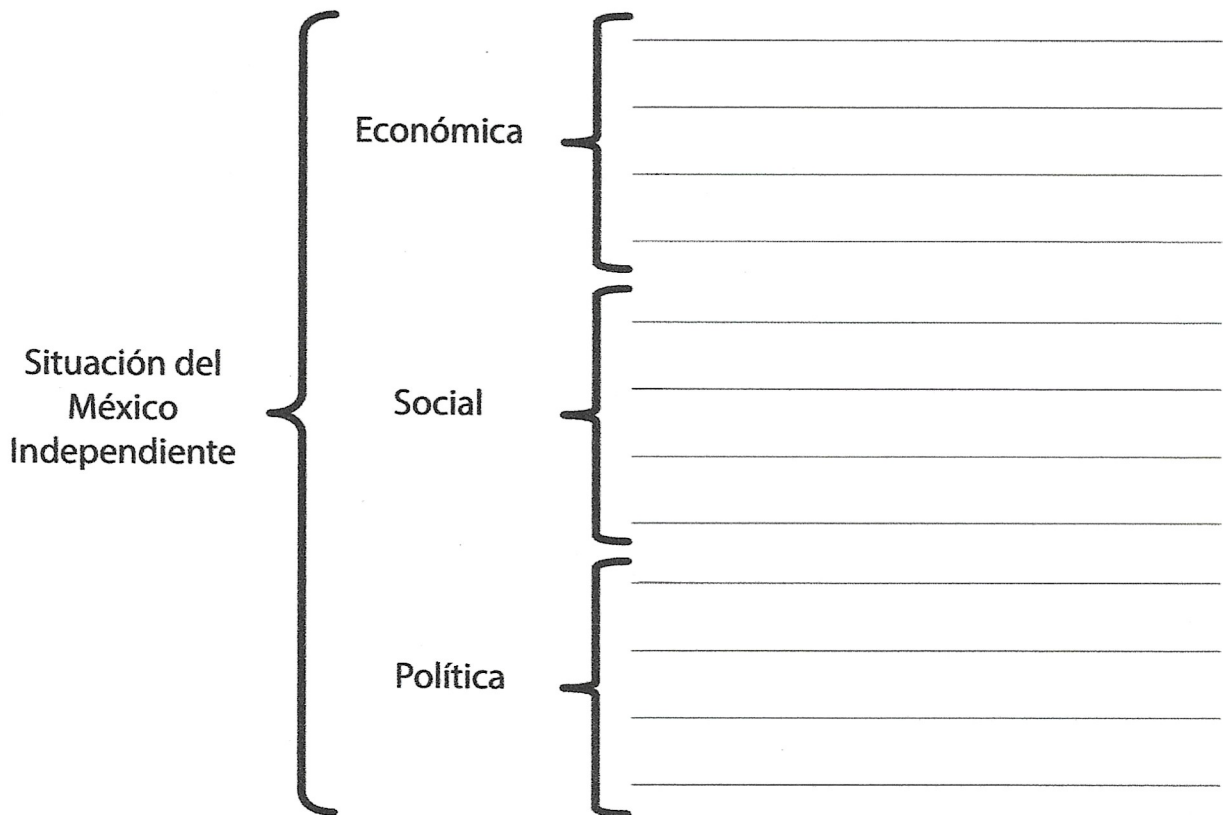 Económica
Situación del
México
Independiente
Social
Política